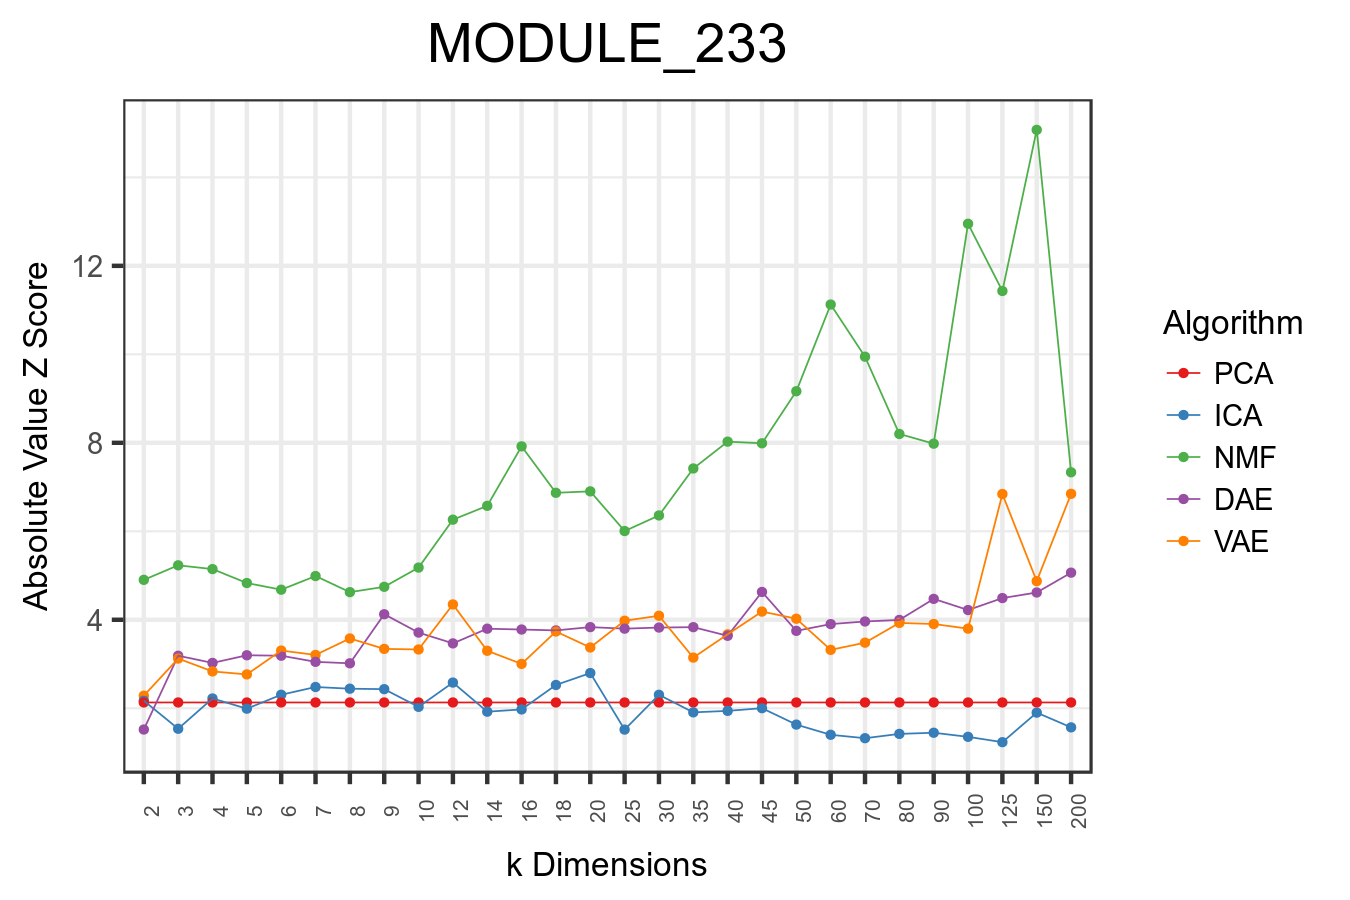 MODULE_233
Absolute Value Z Score
12
8
4
2 3 4 5 6 7 8 9 10 12 14 16 18 20 25 30 35 40 45 50 60 70 80 90 100 125 150 200
k Dimensions
Algorithm
PCA
ICA
NMF
DAE
VAE